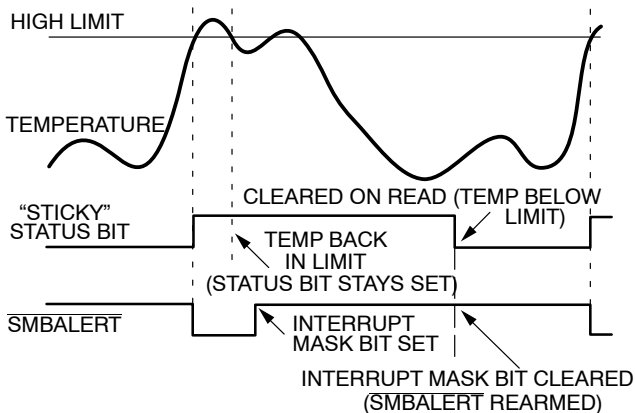 HIGH LIMIT
TEMPERATURE
“STICKY”
STATUS BIT
CLEARED ON READ (TEMP BELOW
LIMIT)
TEMP BACK
IN LIMIT
(STATUS BIT STAYS SET)
SMBALERT
INTERRUPT
MASK BIT SET
INTERRUPT MASK BIT CLEARED
(SMBALERT REARMED)